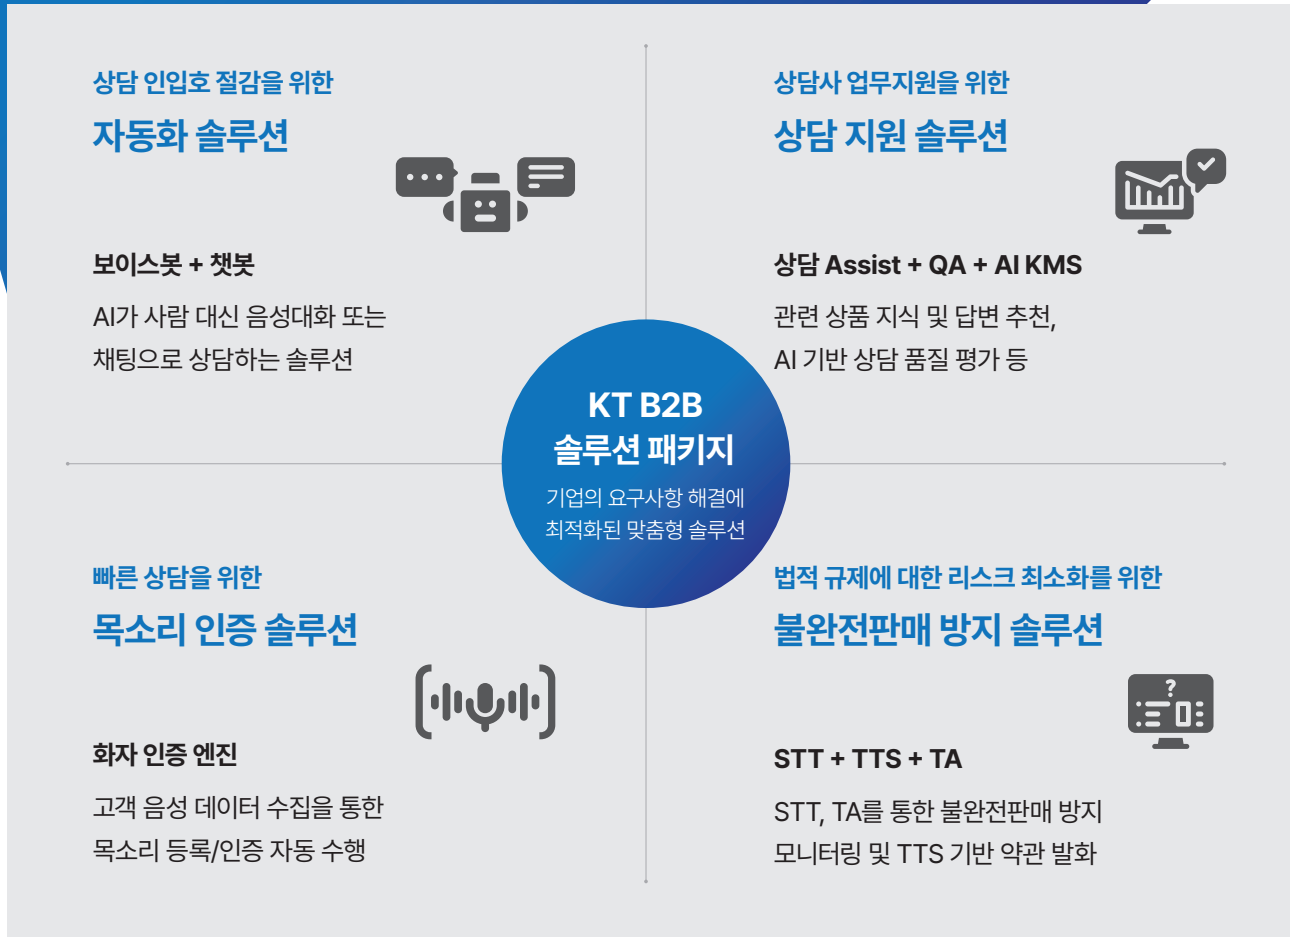 상담 인입호 절감을 위한
자동화 솔루션
보이스봇 + 챗봇
AI가 사람 대신 음성대화 또는
채팅으로 상담하는 솔루션
상담사 업무지원을 위한
상담 지원 솔루션
상담 Assist + QA + AI KMS
관련 상품 지식 및 답변 추천,
AI 기반 상담 품질 평가 등
KT B2B
솔루션 패키지
기업의 요구사항 해결에
최적화된 맞춤형 솔루션
빠른 상담을 위한
목소리 인증 솔루션
화자 인증 엔진
고객 음성 데이터 수집을 통한
목소리 등록/인증 자동 수행
법적 규제에 대한 리스크 최소화를 위한
불완전판매 방지 솔루션
?
STT + TTS + TA
STT, TA를 통한 불완전판매 방지
모니터링 및 TTS 기반 약관 발화